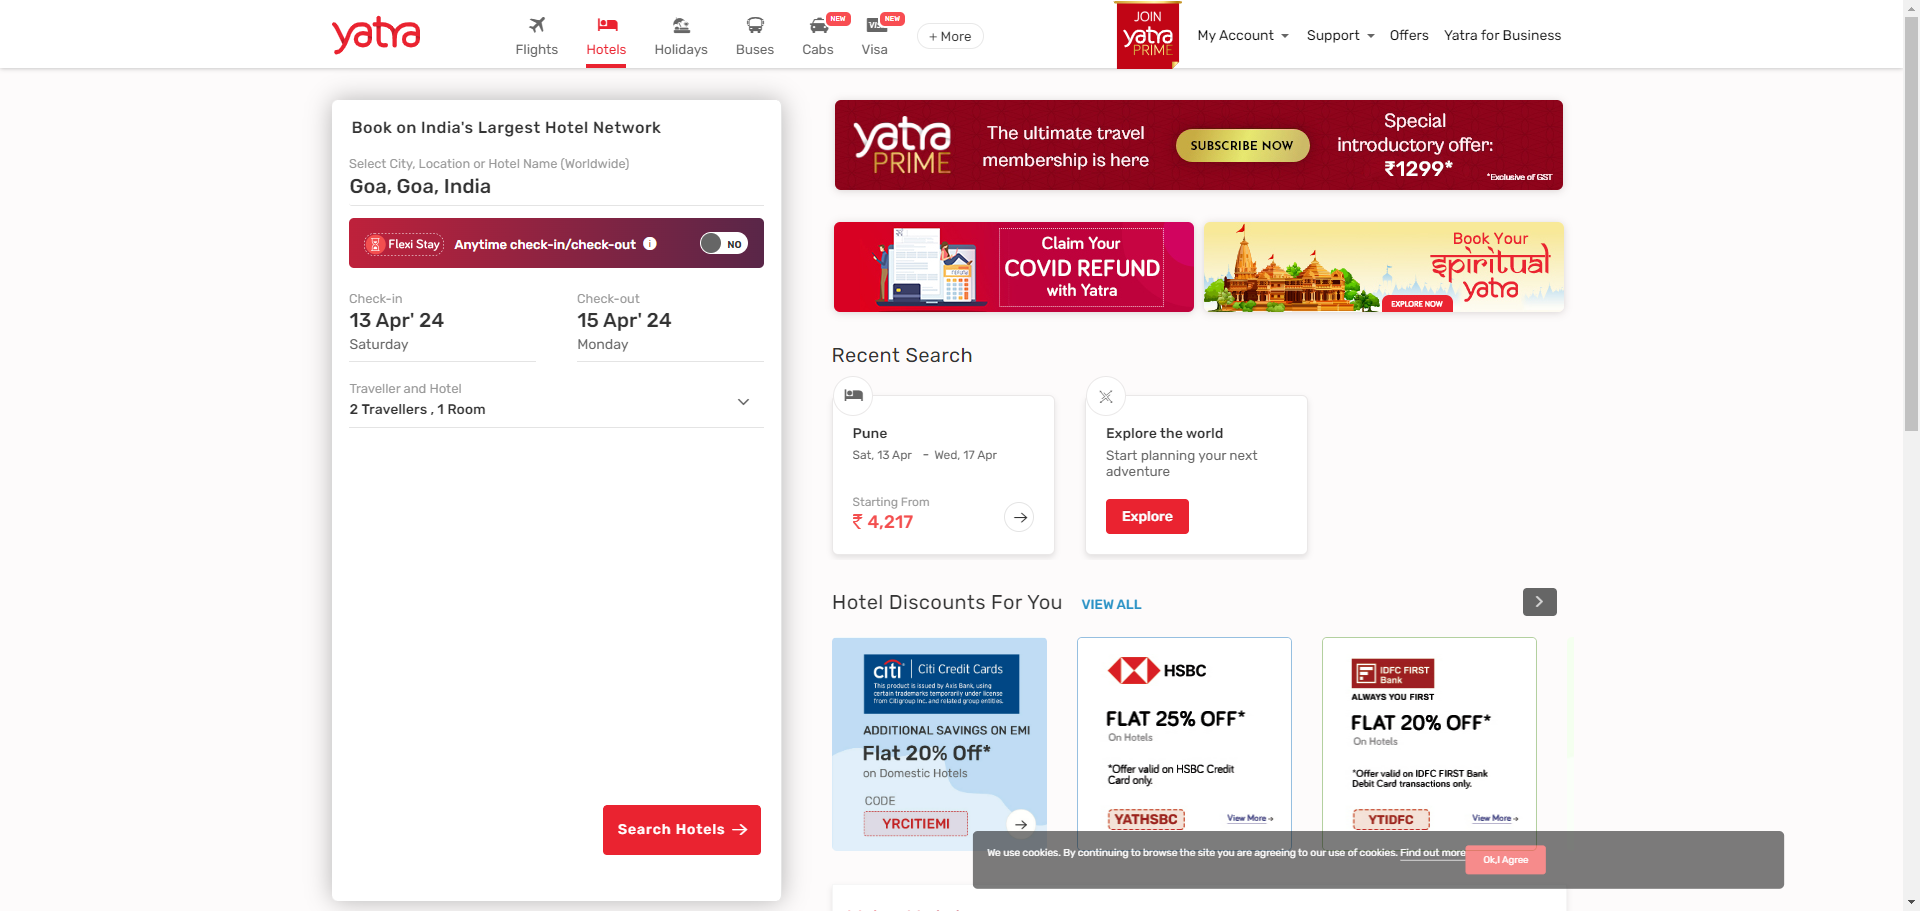 yatra
Flights
Hotels
Holidays
Buses
NEW
Cabs
NEW
VISA
Visa
+ More
JOIN
yatra
PRIME
My Account
Support
Offers
Yatra for Business
Book on India's Largest Hotel Network
Select City, Location or Hotel Name (Worldwide)
Goa, Goa, India
Flexi Stay
Anytime check-in/check-out
i
NO
Check-in
13 Apr' 24
Saturday
Check-out
15 Apr' 24
Monday
Traveller and Hotel
2 Travellers , 1 Room
Search Hotels
yatra
PRIME
The ultimate travel
membership is here
SUBSCRIBE NOW
Special
introductory offer:
₹1299*
*Exclusive of GST
Claim Your
COVID REFUND
with Yatra
Book Your
spiritual
yatra
EXPLORE NOW
Recent Search
Pune
Sat, 13 Apr - Wed, 17 Apr
Starting From
₹ 4,217
Explore the world
Start planning your next
adventure
Explore
Hotel Discounts For You
VIEW ALL
citi
Citi Credit Cards
This product is issued by Axis Bank, using
certain trademarks temporarily under license
from Citigroup Inc. and related group entities.
ADDITIONAL SAVINGS ON EMI
Flat 20% Off*
on Domestic Hotels
CODE
YRCITIEMI
HSBC
FLAT 25% OFF*
On Hotels
*Offer valid on HSBC Credit
Card only.
YATHSBC
View More
IDFC FIRST
Bank
ALWAYS YOU FIRST
FLAT 20% OFF*
On Hotels
*Offer valid on IDFC FIRST Bank
Debit Card transactions only.
YTIDFC
View More
We use cookies. By continuing to browse the site you are agreeing to our use of cookies. Find out more
Ok,I Agree